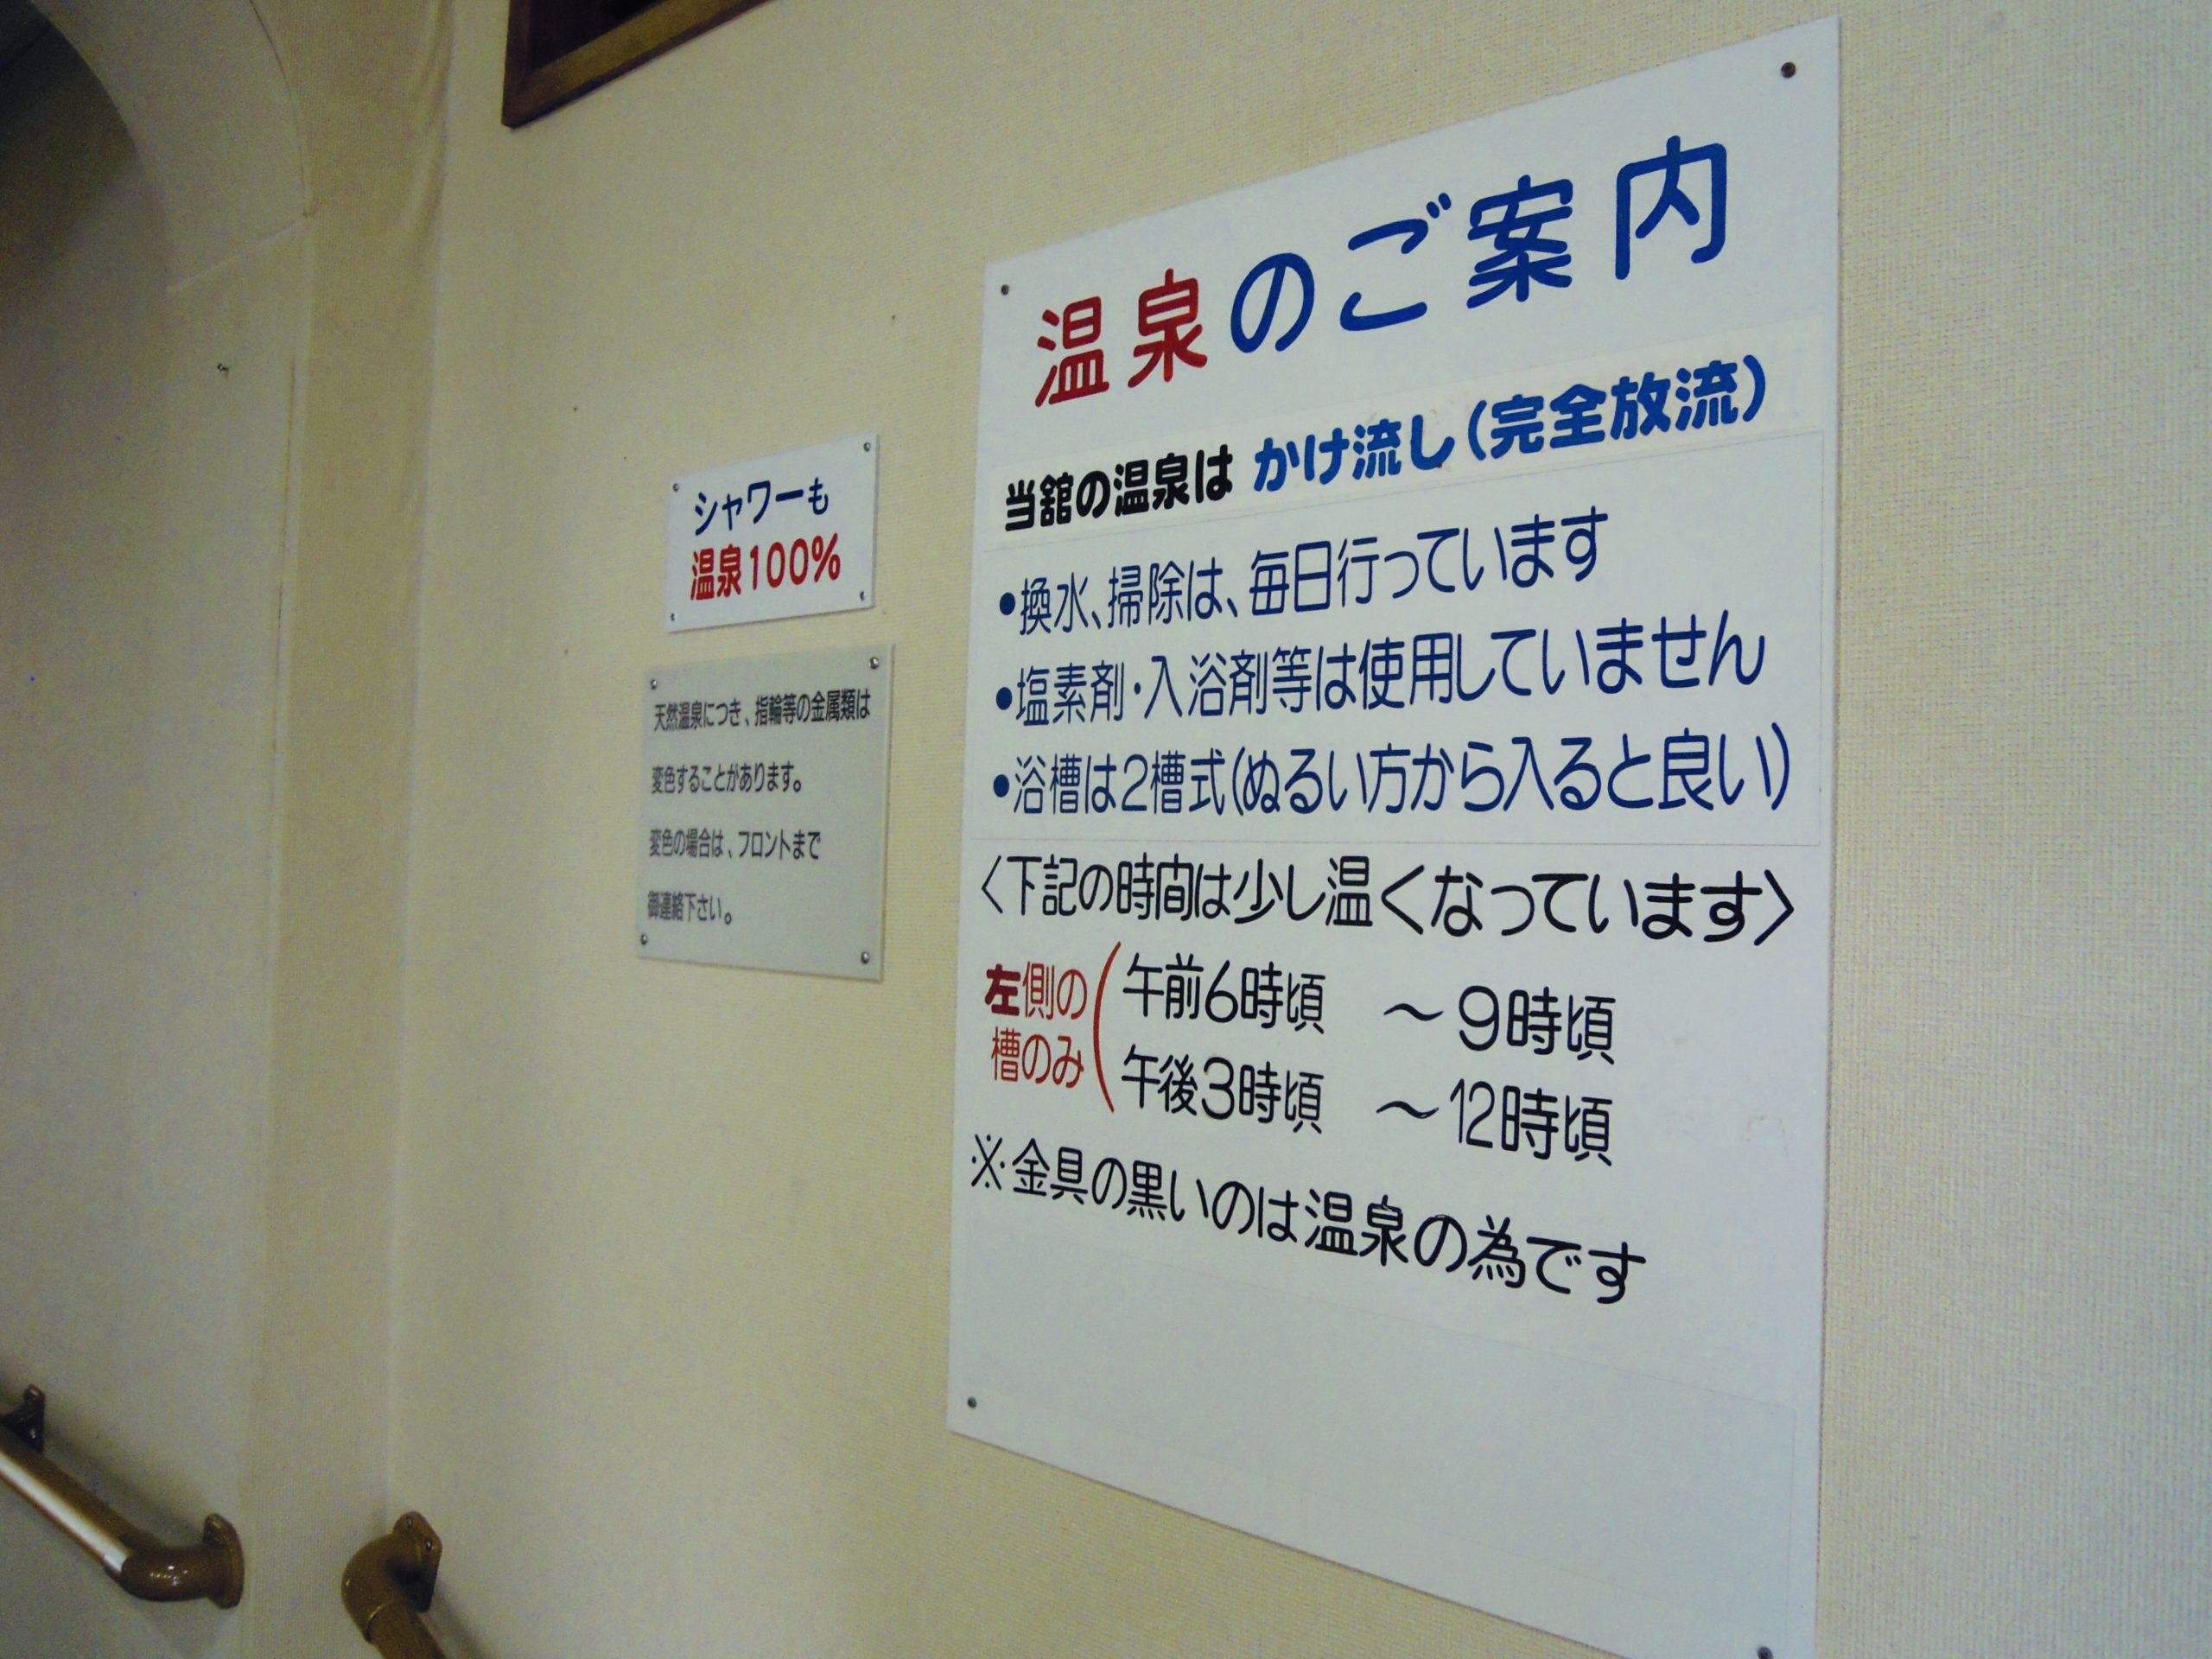 シャワーも
温泉100%
天然温泉につき、指輪等の金属類は
変色することがあります。
変色の場合は、フロントまで
御連絡下さい。
温泉のご案内
当舘の温泉は かけ流し(完全放流)
•換水、掃除は、毎日行っています
•塩素剤・入浴剤等は使用していません
•浴槽は2槽式(ぬるい方から入ると良い)
〈下記の時間は少し温くなっています〉
左側の
槽のみ
午前6時頃 ～9時頃
午後3時頃 ～12時頃
※金具の黒いのは温泉の為です